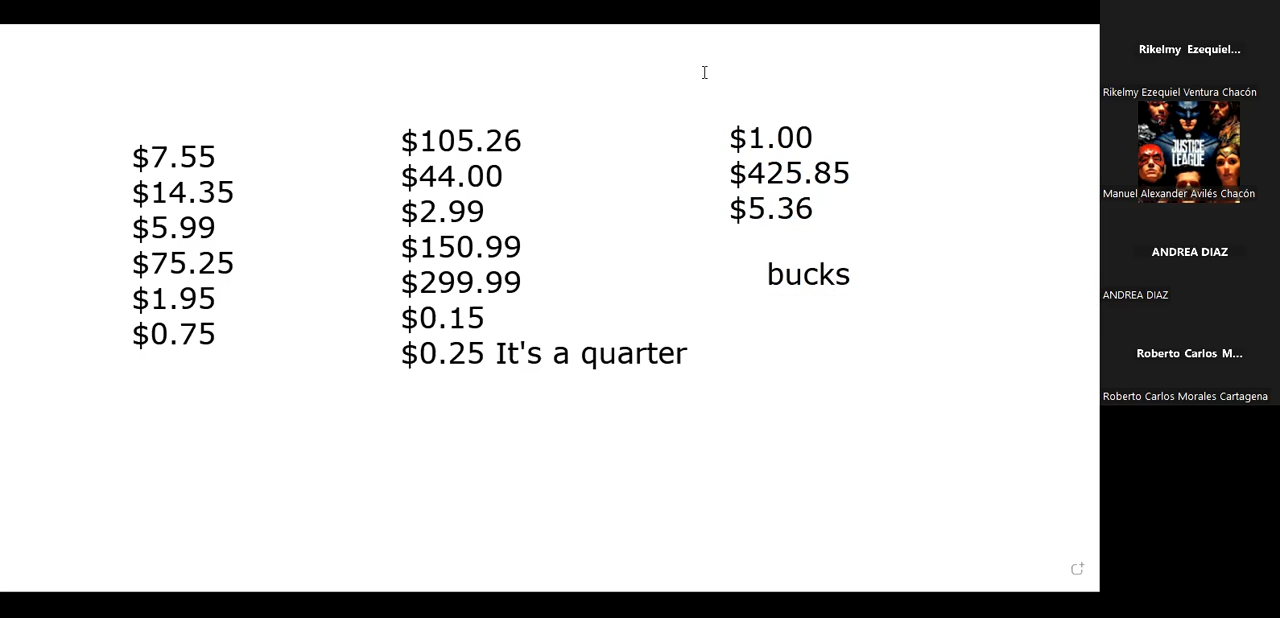 $7.55
$14.35
$5.99
$75.25
$1.95
$0.75
$105.26
$44.00
$2.99
$150.99
$299.99
$0.15
$0.25 It's a quarter
$1.00
$425.85
$5.36
bucks
Rikelmy Ezequiel...
Rikelmy Ezequiel Ventura Chacón
JUSTICE
LEAGUE
Manuel Alexander Avilés Chacón
ANDREA DIAZ
ANDREA DIAZ
Roberto Carlos M...
Roberto Carlos Morales Cartagena